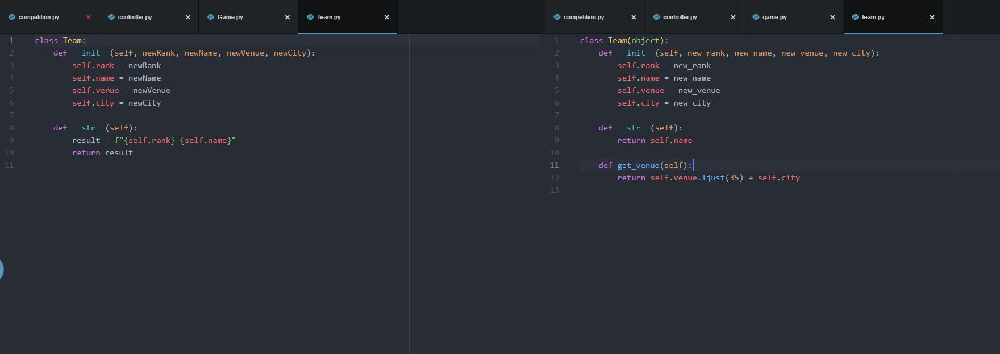 competition.py controller.py Game.py Team.py
1 class Team:
2     def __init__(self, newRank, newName, newVenue, newCity):
3         self.rank = newRank
4         self.name = newName
5         self.venue = newVenue
6         self.city = newCity
7
8     def __str__(self):
9         result = f"{self.rank} {self.name}"
10         return result
11
competition.py controller.py game.py team.py
1 class Team(object):
2     def __init__(self, new_rank, new_name, new_venue, new_city):
3         self.rank = new_rank
4         self.name = new_name
5         self.venue = new_venue
6         self.city = new_city
7
8     def __str__(self):
9         return self.name
10
11     def get_venue(self):
12         return self.venue.ljust(35) + self.city
13